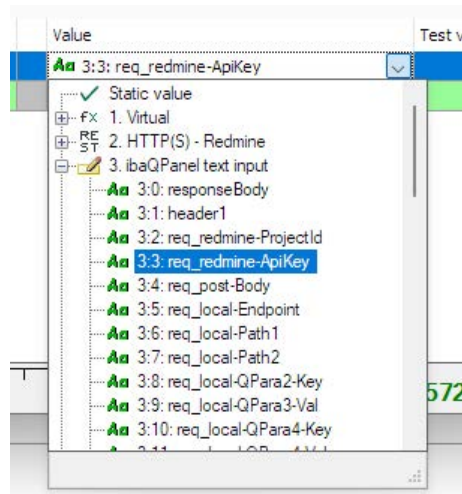 Value
Test v
Aa 3:3: req_redmine-ApiKey
Static value
fx 1. Virtual
RE ST 2. HTTP(S) - Redmine
3. ibaQPanel text input
Aa 3:0: responseBody
Aa 3:1: header1
Aa 3:2: req_redmine-ProjectId
Aa 3:3: req_redmine-ApiKey
Aa 3:4: req_post-Body
Aa 3:5: req_local-Endpoint
Aa 3:6: req_local-Path1
Aa 3:7: req_local-Path2
Aa 3:8: req_local-QPara2-Key
Aa 3:9: req_local-QPara3-Val
Aa 3:10: req_local-QPara4-Key
572